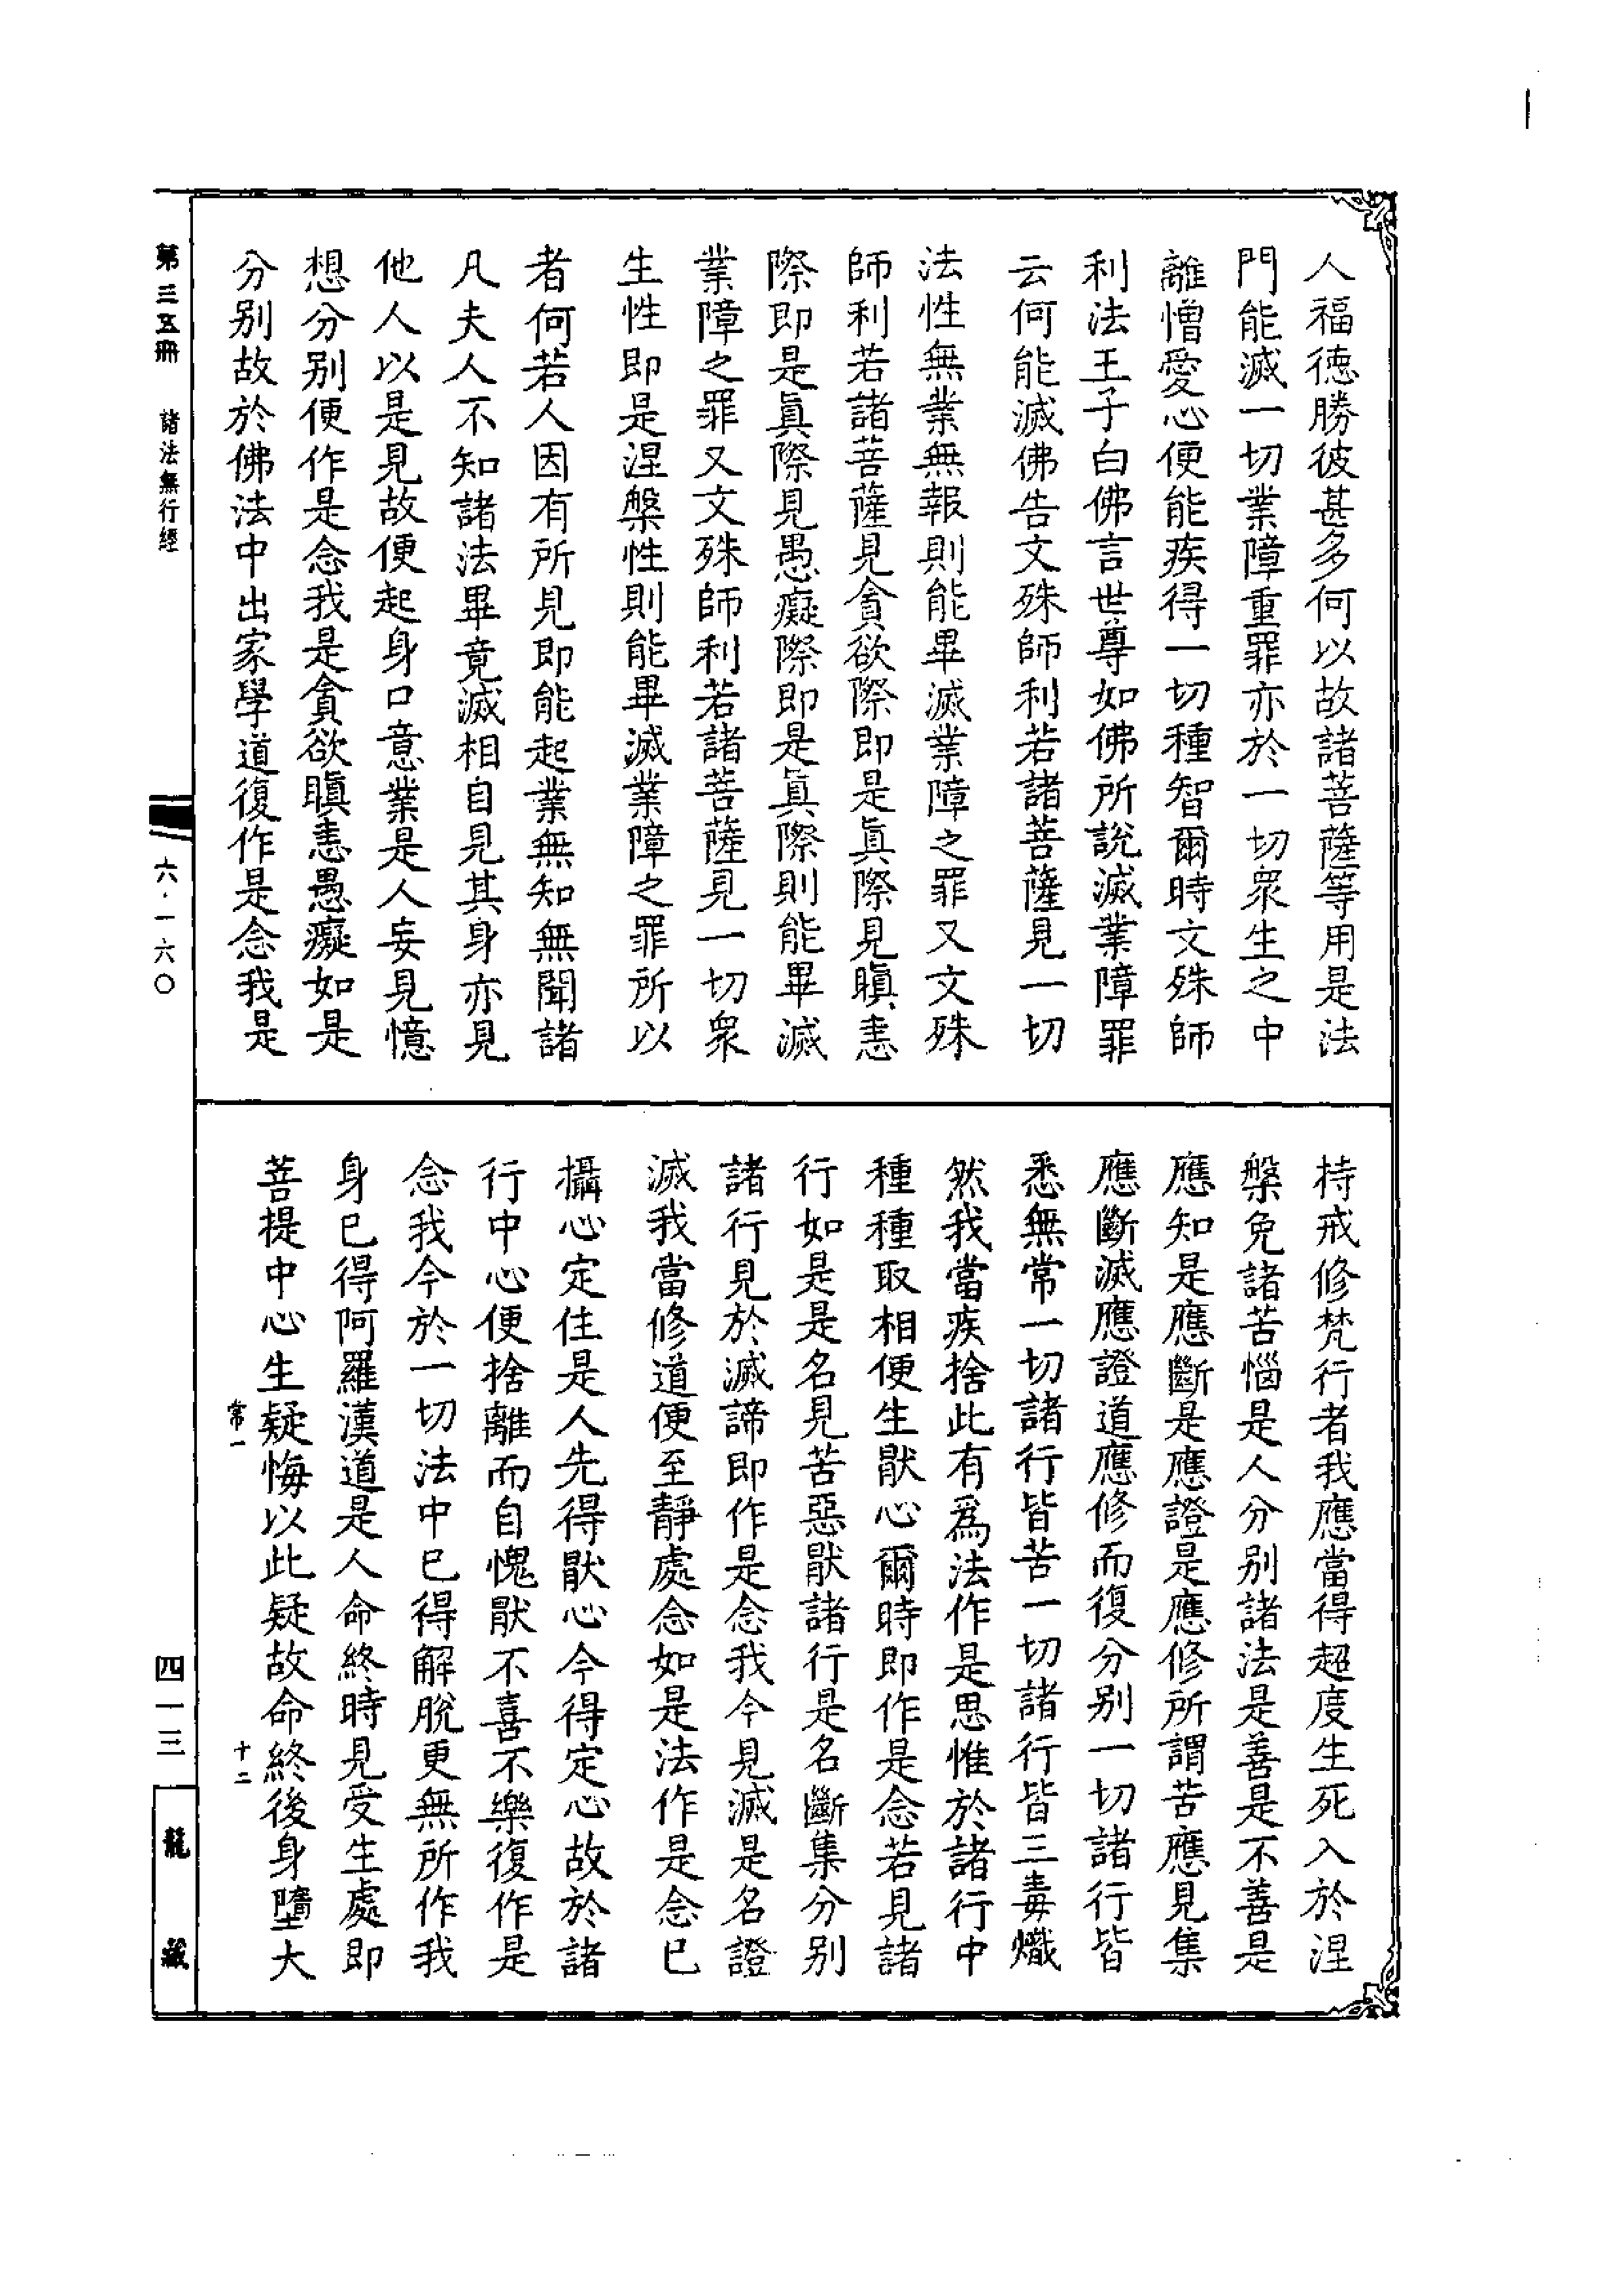 人福德勝彼甚多何以故諸菩薩等用是法
門能滅一切業障重罪亦於一切眾生之中
離憎愛心便能疾得一切種智爾時文殊師
利法王子白佛言世尊如佛所說滅業障罪
云何能滅佛告文殊師利若諸菩薩見一切
法性無業無報則能畢滅業障之罪又文殊
師利若諸菩薩見貪欲際即是眞際見瞋恚
際即是眞際見愚癡際即是眞際則能畢滅
業障之罪又文殊師利若諸菩薩見一切眾
生性即是涅槃性則能畢滅業障之罪所以
者何若人因有所見即能起業無知無聞諸
凡夫人不知諸法畢竟滅相自見其身亦見
他人以是見故便起身口意業是人妄見憶
想分別便作是念我是貪欲瞋恚愚癡如是
分別故於佛法中出家學道復作是念我是
持戒修梵行者我應當得超度生死入於涅
槃免諸苦惱是人分別諸法是善是不善是
應知是應斷是應證是應修所謂苦應見集
應斷滅應證道應修而復分別一切諸行皆
悉無常一切諸行皆苦一切諸行皆三毒熾
然我當疾捨此有爲法作是思惟於諸行中
種種取相便生厭心爾時即作是念若見諸
行如是是名見苦惡厭諸行是名斷集分別
諸行見於滅諦即作是念我今見滅是名證
滅我當修道便至靜處念如是法作是念已
攝心定住是人先得厭心今得定心故於諸
行中心便捨離而自愧厭不喜不樂復作是
念我今於一切法中已得解脫更無所作我
身已得阿羅漢道是人命終時見受生處即
菩提中心生疑悔以此疑故命終後身墮大
常一
十二
第三五冊
諸法無行經
六·一六〇
四一三
龍藏